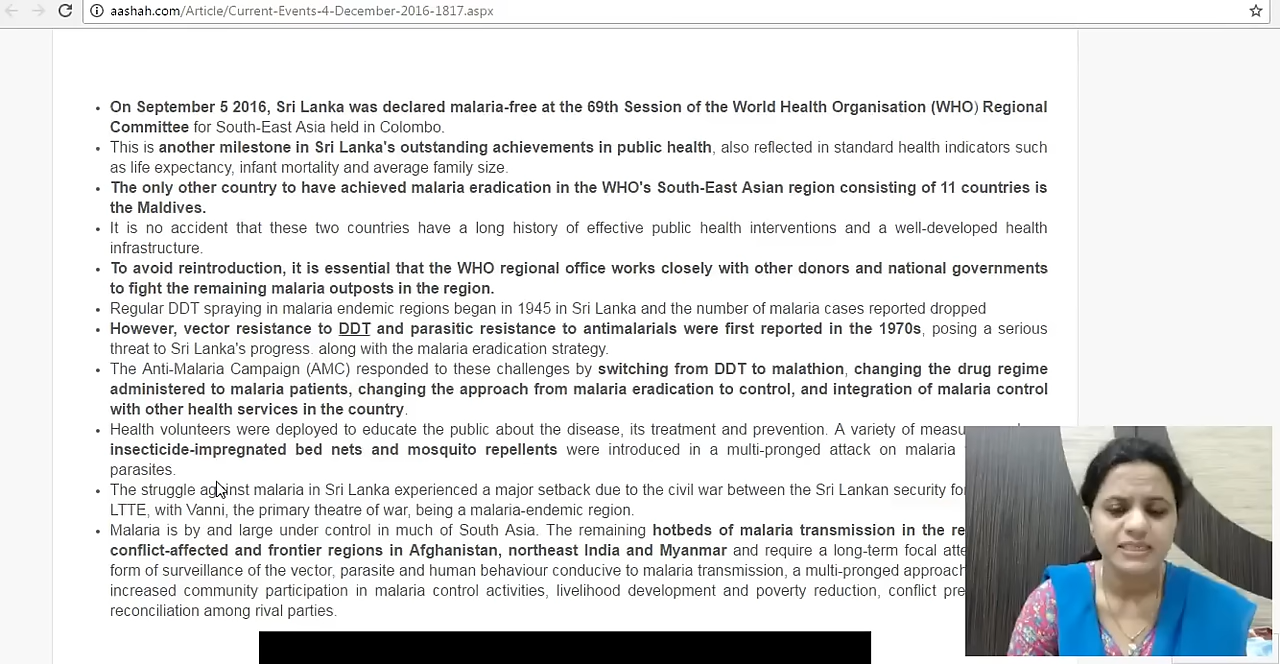 aashah.com/Article/Current-Events-4-December-2016-1817.aspx
• On September 5 2016, Sri Lanka was declared malaria-free at the 69th Session of the World Health Organisation (WHO) Regional
Committee for South-East Asia held in Colombo.
• This is another milestone in Sri Lanka's outstanding achievements in public health, also reflected in standard health indicators such
as life expectancy, infant mortality and average family size.
• The only other country to have achieved malaria eradication in the WHO's South-East Asian region consisting of 11 countries is
the Maldives.
• It is no accident that these two countries have a long history of effective public health interventions and a well-developed health
infrastructure.
• To avoid reintroduction, it is essential that the WHO regional office works closely with other donors and national governments
to fight the remaining malaria outposts in the region.
• Regular DDT spraying in malaria endemic regions began in 1945 in Sri Lanka and the number of malaria cases reported dropped
• However, vector resistance to DDT and parasitic resistance to antimalarials were first reported in the 1970s, posing a serious
threat to Sri Lanka's progress. along with the malaria eradication strategy.
• The Anti-Malaria Campaign (AMC) responded to these challenges by switching from DDT to malathion, changing the drug regime
administered to malaria patients, changing the approach from malaria eradication to control, and integration of malaria control
with other health services in the country.
• Health volunteers were deployed to educate the public about the disease, its treatment and prevention. A variety of
insecticide-impregnated bed nets and mosquito repellents were introduced in a multi-pronged attack on malaria
parasites.
• The struggle against malaria in Sri Lanka experienced a major setback due to the civil war between the Sri Lankan security
LTTE, with Vanni, the primary theatre of war, being a malaria-endemic region.
• Malaria is by and large under control in much of South Asia. The remaining hotbeds of malaria transmission in the
conflict-affected and frontier regions in Afghanistan, northeast India and Myanmar and require a long-term focal
form of surveillance of the vector, parasite and human behaviour conducive to malaria transmission, a multi-pronged approach
increased community participation in malaria control activities, livelihood development and poverty reduction, conflict
reconciliation among rival parties.